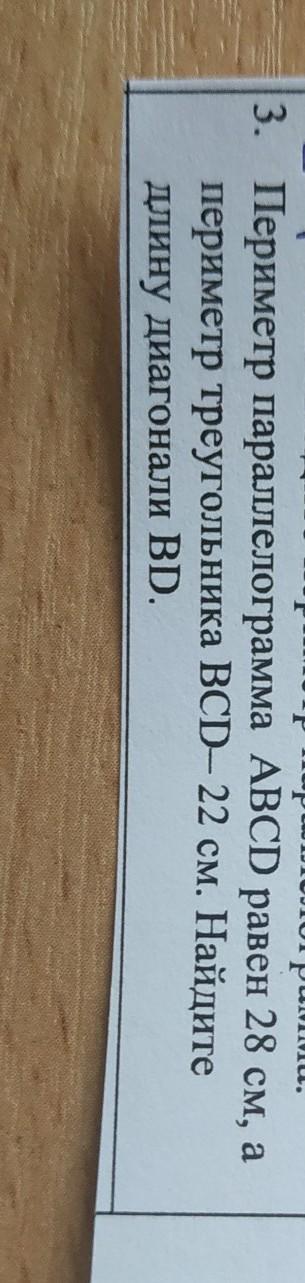 3. Периметр параллелограмма ABCD равен 28 см, а
периметр треугольника BCD– 22 см. Найдите
длину диагонали BD.